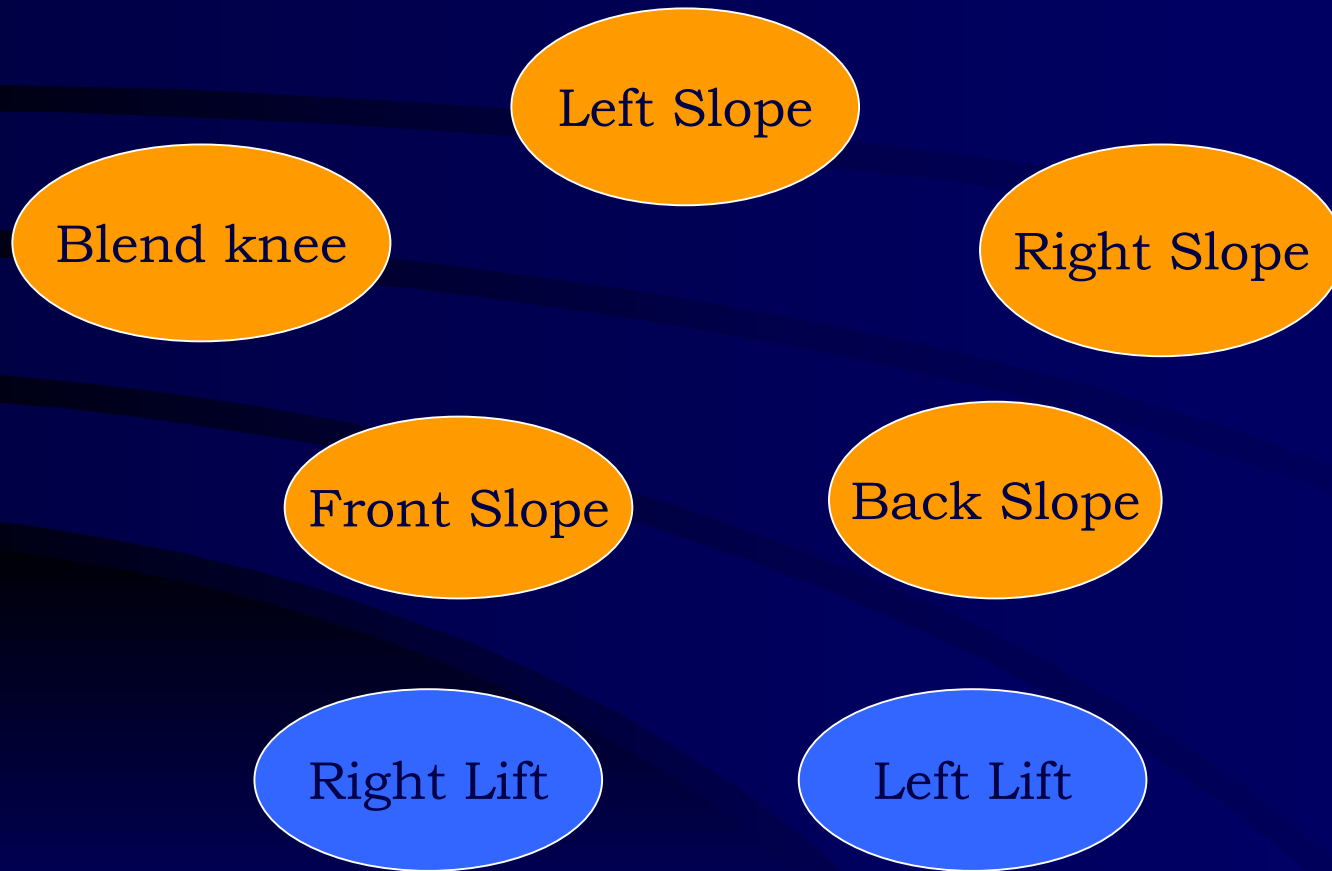 Left Slope
Blend knee
Right Slope
Front Slope
Back Slope
Right Lift
Left Lift